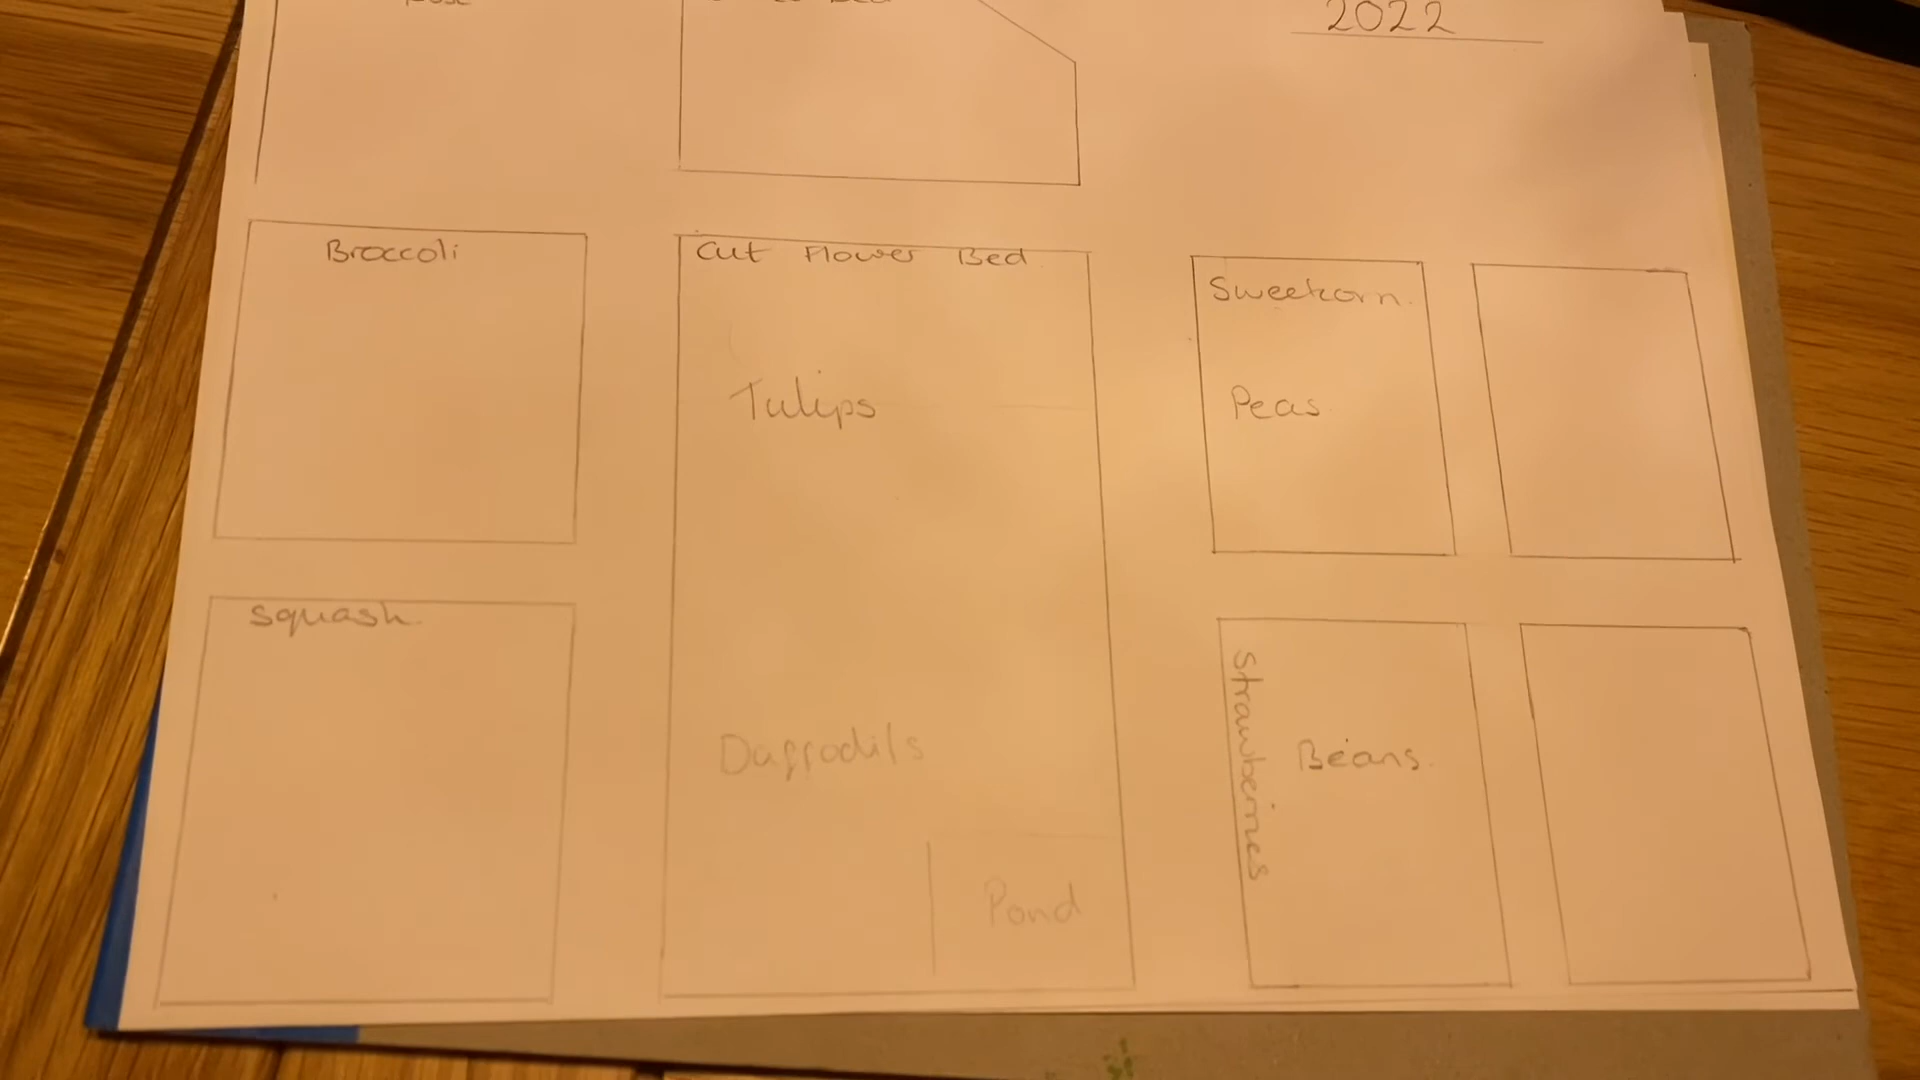 2022
Broccoli
Cut Flower Bed
Sweetcorn.
Tulips
Peas
Squash.
Strawberries
Beans.
Daffodils
Pond